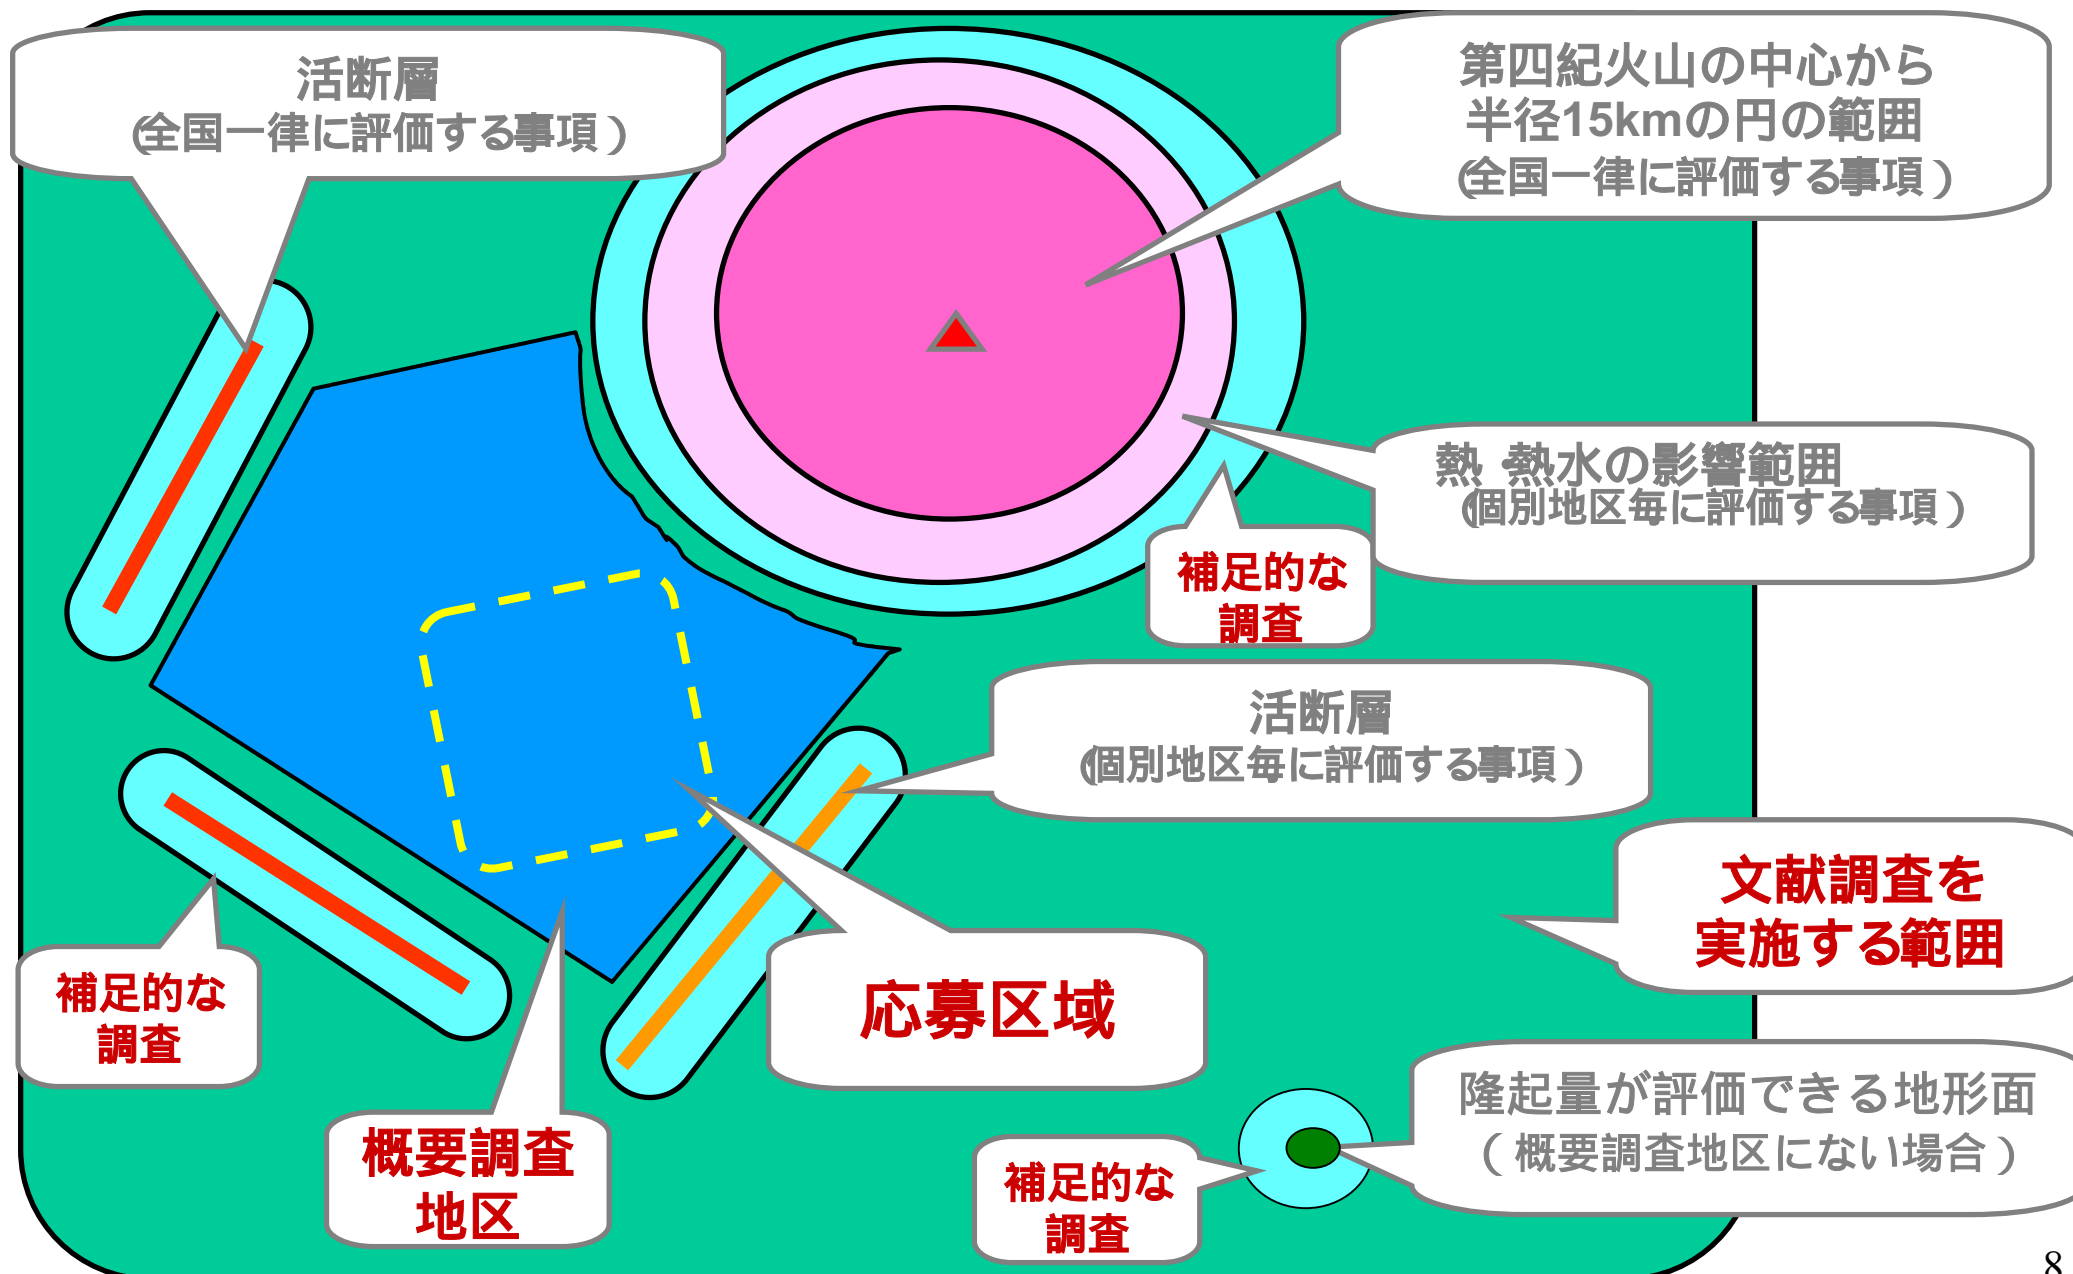 活断層
(全国一律に評価する事項)
第四紀火山の中心から
半径15kmの円の範囲
(全国一律に評価する事項)
熱・熱水の影響範囲
(個別地区毎に評価する事項)
補足的な
調査
活断層
(個別地区毎に評価する事項)
文献調査を
実施する範囲
補足的な
調査
応募区域
概要調査
地区
隆起量が評価できる地形面
(概要調査地区にない場合)
補足的な
調査
8